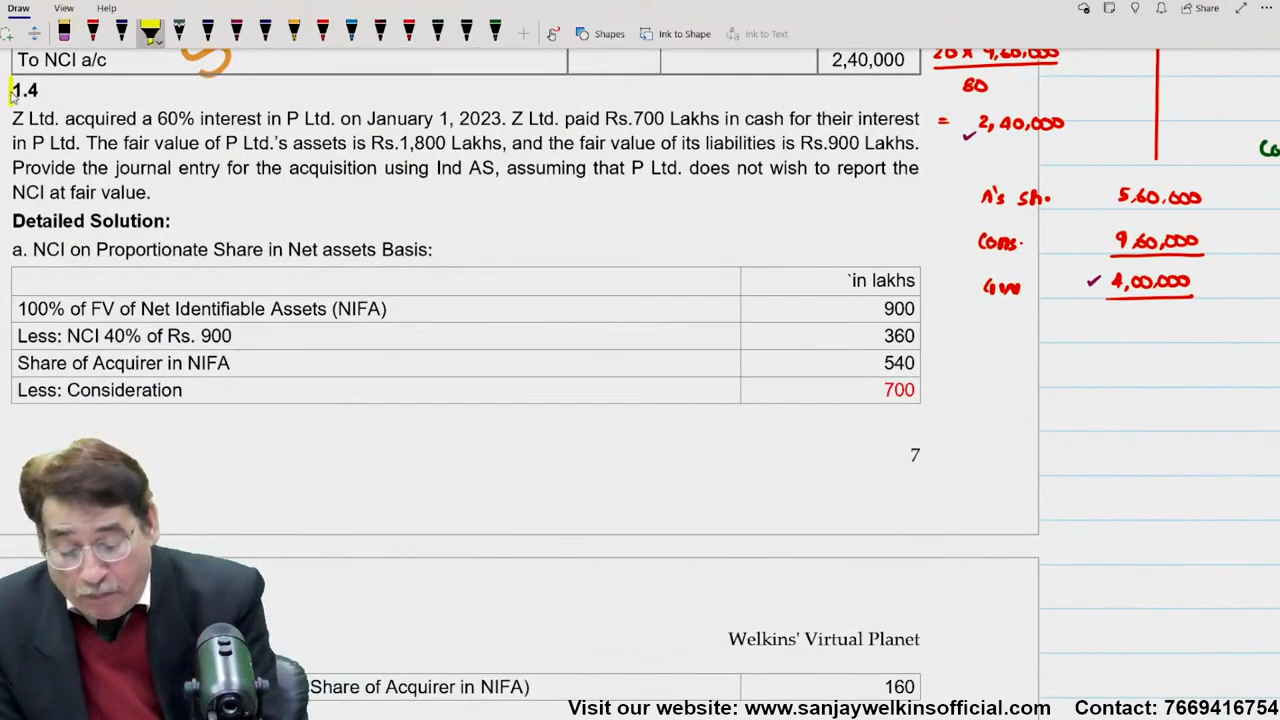 Draw View Help
Share
Shapes Ink to Shape Ink to Text
To NCI a/c 2,40,000
20 x 9,60,000
80
= 2,40,000
1.4
Z Ltd. acquired a 60% interest in P Ltd. on January 1, 2023. Z Ltd. paid Rs.700 Lakhs in cash for their interest
in P Ltd. The fair value of P Ltd.'s assets is Rs.1,800 Lakhs, and the fair value of its liabilities is Rs.900 Lakhs.
Provide the journal entry for the acquisition using Ind AS, assuming that P Ltd. does not wish to report the
NCI at fair value.
A's Sh. 5,60,000
Cons. 9,60,000
GW 4,00,000
Detailed Solution:
a. NCI on Proportionate Share in Net assets Basis:
`in lakhs
100% of FV of Net Identifiable Assets (NIFA) 900
Less: NCI 40% of Rs. 900 360
Share of Acquirer in NIFA 540
Less: Consideration 700
7
Welkins' Virtual Planet
Share of Acquirer in NIFA) 160
Visit our website: www.sanjaywelkinsofficial.com Contact: 7669416754